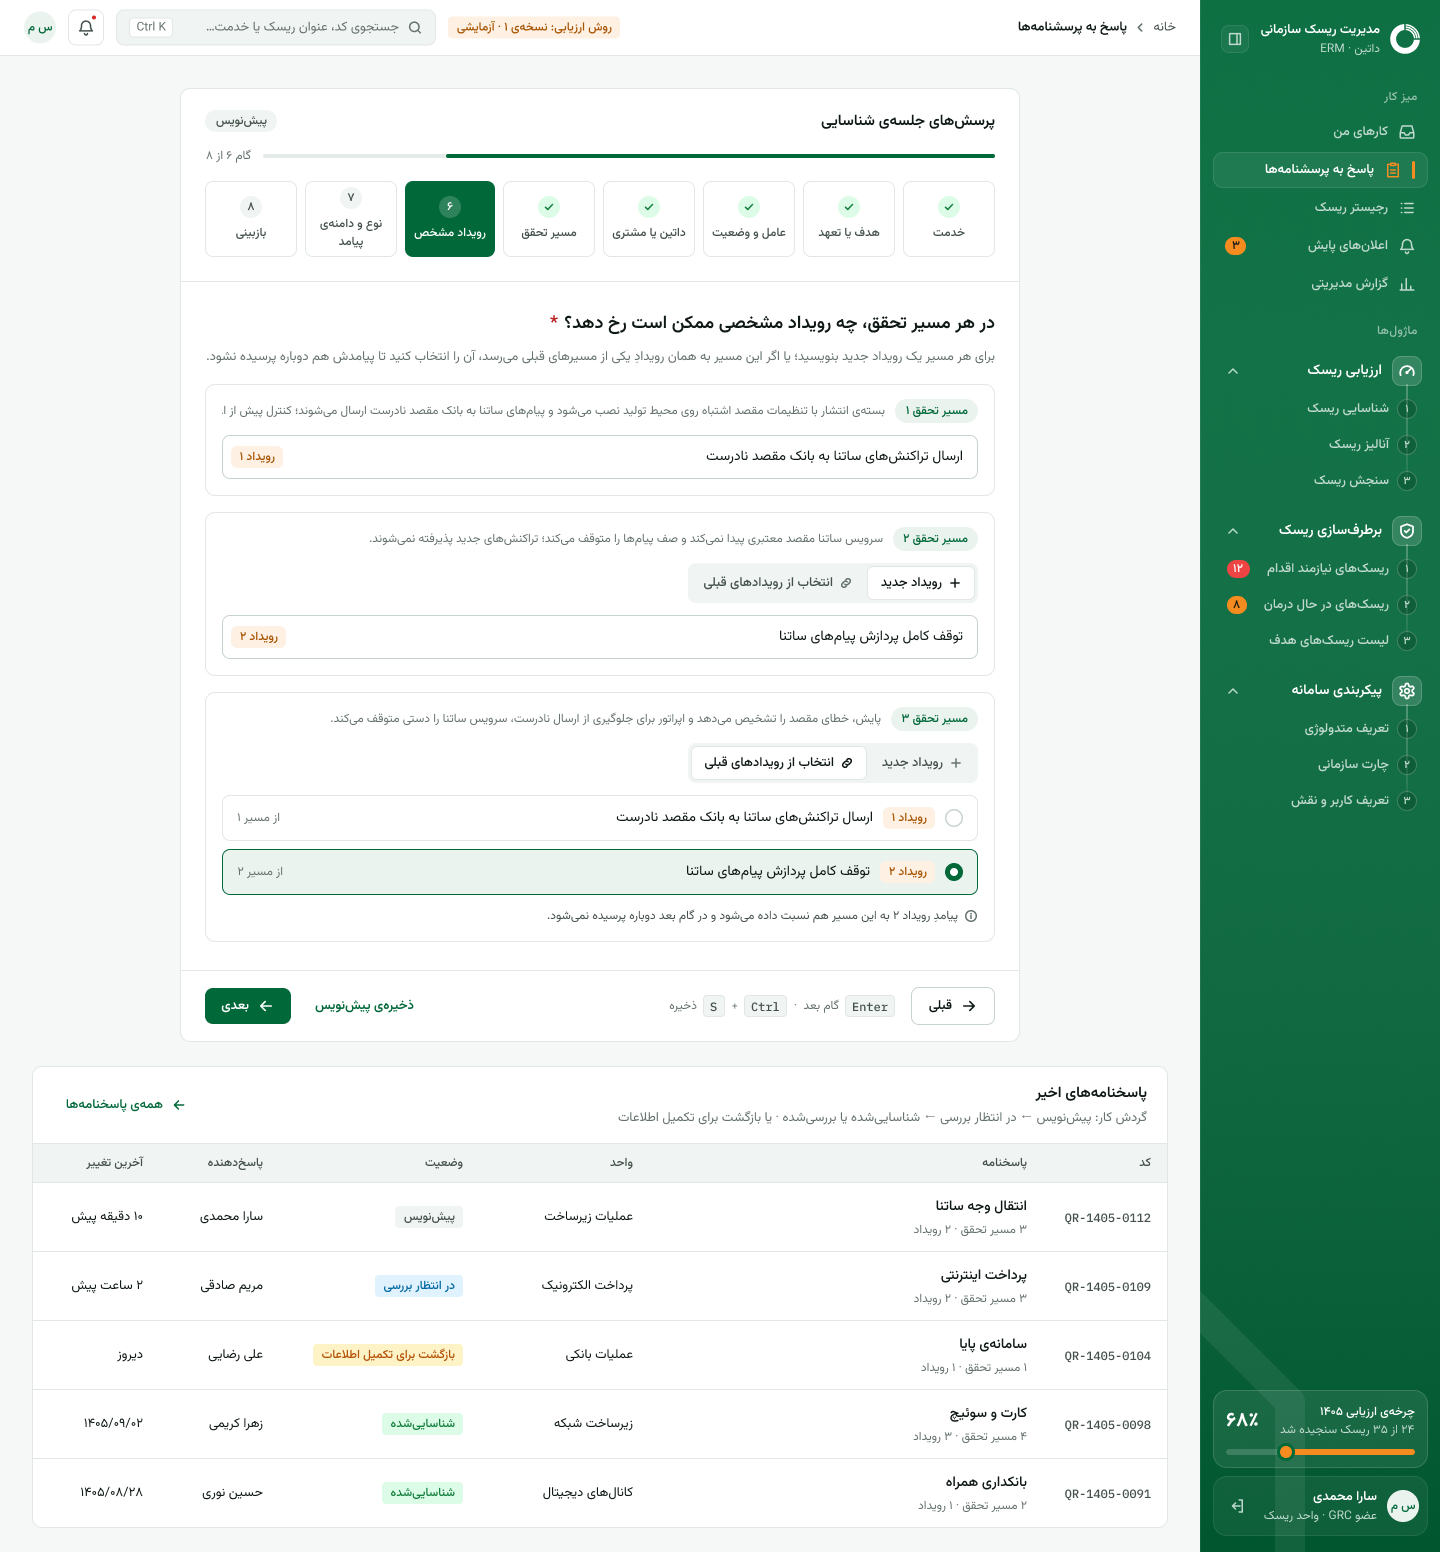 مدیریت ریسک سازمانی
داتین · ERM
میز کار
کارهای من
پاسخ به پرسشنامه‌ها
رجیستر ریسک
اعلان‌های پایش ۳
گزارش مدیریتی
ماژول‌ها
ارزیابی ریسک
۱ شناسایی ریسک
۲ آنالیز ریسک
۳ سنجش ریسک
برطرف‌سازی ریسک
۱ ریسک‌های نیازمند اقدام ۱۲
۲ ریسک‌های در حال درمان ۸
۳ لیست ریسک‌های هدف
پیکربندی سامانه
۱ تعریف متدولوژی
۲ چارت سازمانی
۳ تعریف کاربر و نقش
چرخه‌ی ارزیابی ۱۴۰۵
۲۴ از ۳۵ ریسک سنجیده شد
۶۸٪
س م
سارا محمدی
عضو GRC · واحد ریسک
خانه
پاسخ به پرسشنامه‌ها
روش ارزیابی: نسخه‌ی ۱ · آزمایشی
جستجوی کد، عنوان ریسک یا خدمت...
Ctrl K
س م
پرسش‌های جلسه‌ی شناسایی
پیش‌نویس
گام ۶ از ۸
خدمت
هدف یا تعهد
عامل و وضعیت
داتین یا مشتری
مسیر تحقق
۶
رویداد مشخص
۷
نوع و دامنه‌ی
پیامد
۸
بازبینی
در هر مسیر تحقق، چه رویداد مشخصی ممکن است رخ دهد؟ *
برای هر مسیر یک رویداد جدید بنویسید؛ یا اگر این مسیر به همان رویدادِ یکی از مسیرهای قبلی می‌رسد، آن را انتخاب کنید تا پیامدش هم دوباره پرسیده نشود.
مسیر تحقق ۱
بسته‌ی انتشار با تنظیمات مقصد اشتباه روی محیط تولید نصب می‌شود و پیام‌های ساتنا به بانک مقصد نادرست ارسال می‌شوند؛ کنترل پیش از
ارسال تراکنش‌های ساتنا به بانک مقصد نادرست
رویداد ۱
مسیر تحقق ۲
سرویس ساتنا مقصد معتبری پیدا نمی‌کند و صف پیام‌ها را متوقف می‌کند؛ تراکنش‌های جدید پذیرفته نمی‌شوند.
رویداد جدید
انتخاب از رویدادهای قبلی
توقف کامل پردازش پیام‌های ساتنا
رویداد ۲
مسیر تحقق ۳
پایش، خطای مقصد را تشخیص می‌دهد و اپراتور برای جلوگیری از ارسال نادرست، سرویس ساتنا را دستی متوقف می‌کند.
رویداد جدید
انتخاب از رویدادهای قبلی
رویداد ۱ ارسال تراکنش‌های ساتنا به بانک مقصد نادرست از مسیر ۱
رویداد ۲ توقف کامل پردازش پیام‌های ساتنا از مسیر ۲
پیامدِ رویداد ۲ به این مسیر هم نسبت داده می‌شود و در گام بعد دوباره پرسیده نمی‌شود.
قبلی
Enter گام بعد · Ctrl + S ذخیره
ذخیره‌ی پیش‌نویس
بعدی
پاسخنامه‌های اخیر
گردش کار: پیش‌نویس ← در انتظار بررسی ← شناسایی‌شده یا بررسی‌شده · یا بازگشت برای تکمیل اطلاعات
همه‌ی پاسخنامه‌ها
کد پاسخنامه واحد وضعیت پاسخ‌دهنده آخرین تغییر
QR-1405-0112 انتقال وجه ساتنا عملیات زیرساخت پیش‌نویس سارا محمدی ۱۰ دقیقه پیش
۳ مسیر تحقق · ۲ رویداد
QR-1405-0109 پرداخت اینترنتی پرداخت الکترونیک در انتظار بررسی مریم صادقی ۲ ساعت پیش
۳ مسیر تحقق · ۲ رویداد
QR-1405-0104 سامانه‌ی پایا عملیات بانکی بازگشت برای تکمیل اطلاعات علی رضایی دیروز
۱ مسیر تحقق · ۱ رویداد
QR-1405-0098 کارت و سوئیچ زیرساخت شبکه شناسایی‌شده زهرا کریمی ۱۴۰۵/۰۹/۰۲
۴ مسیر تحقق · ۳ رویداد
QR-1405-0091 بانکداری همراه کانال‌های دیجیتال شناسایی‌شده حسین نوری ۱۴۰۵/۰۸/۲۸
۲ مسیر تحقق · ۱ رویداد